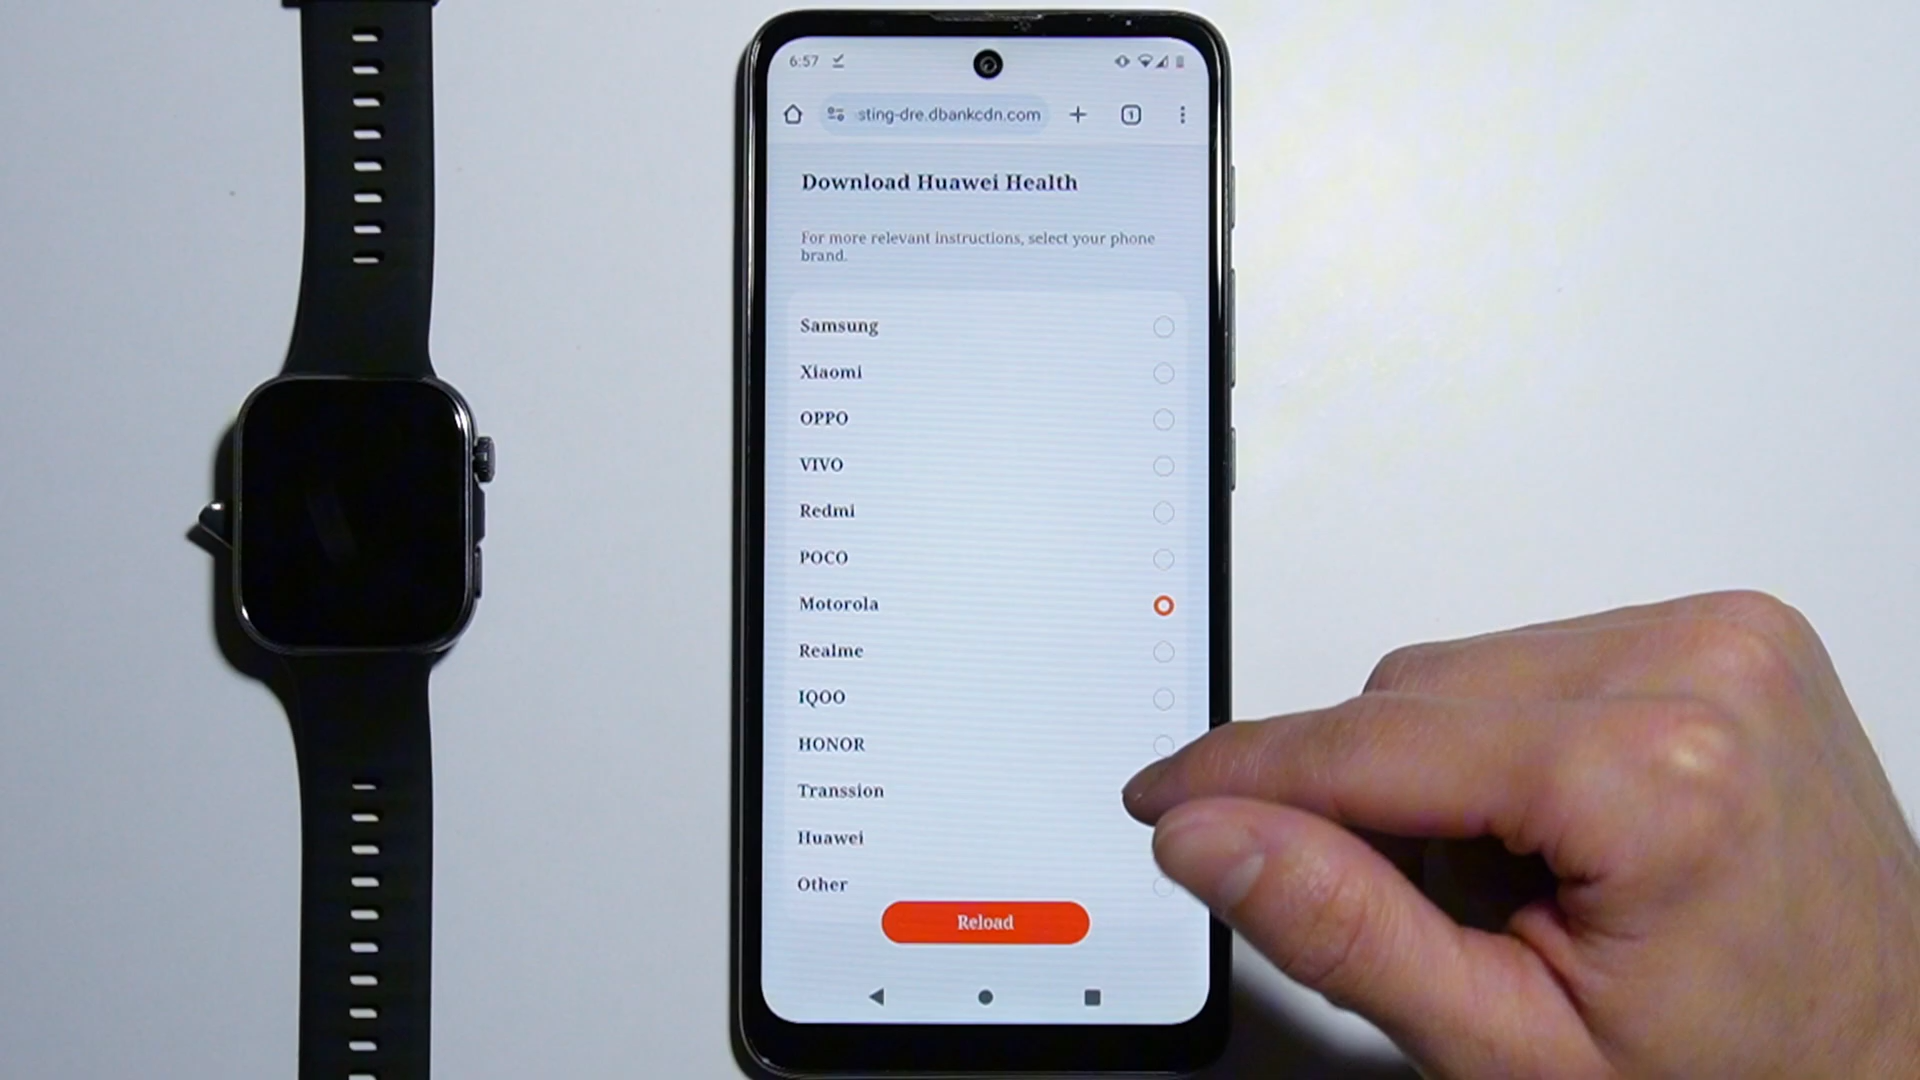 6:57
sting-dre.dbankcdn.com
1
Download Huawei Health
For more relevant instructions, select your phone
brand.
Samsung
Xiaomi
OPPO
VIVO
Redmi
POCO
Motorola
Realme
IQOO
HONOR
Transsion
Huawei
Other
Reload